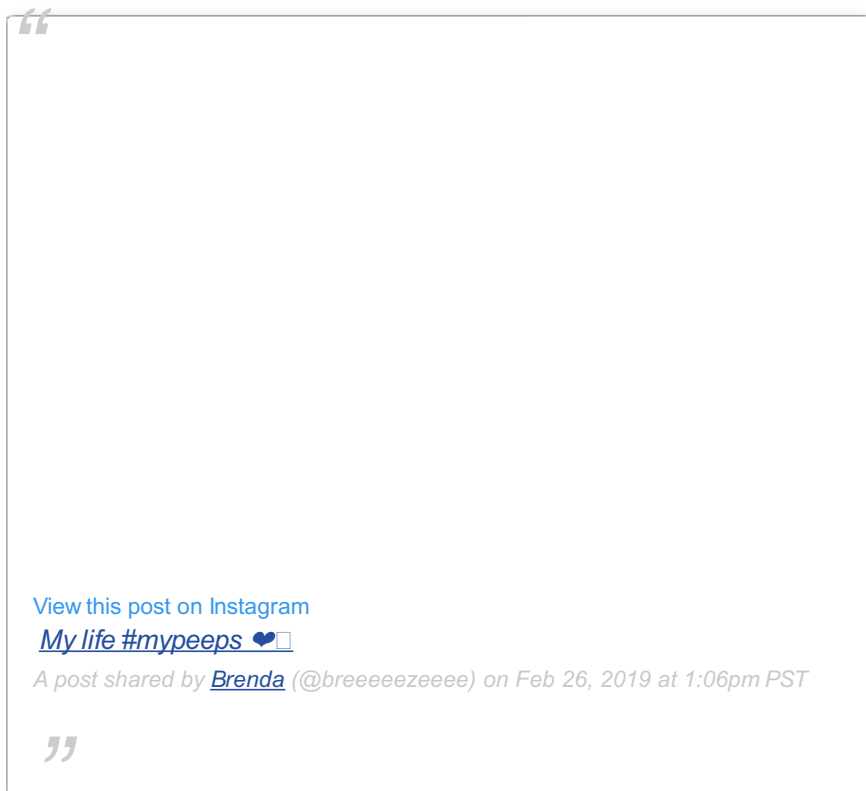 “
View this post on Instagram
My life #mypeeps ❤□
A post shared by Brenda (@breeeeezeeee) on Feb 26, 2019 at 1:06pm PST
”